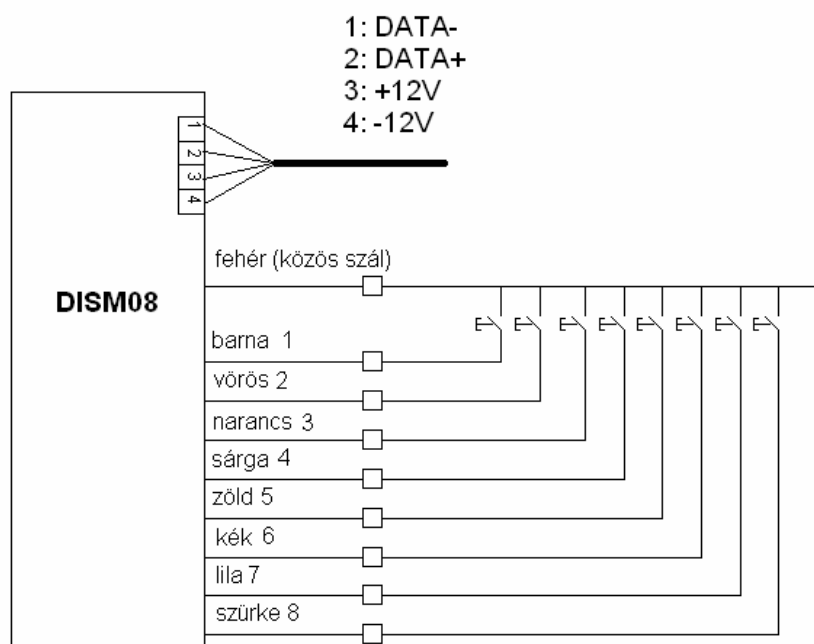 1: DATA-
2: DATA+
3: +12V
4: -12V
1
2
3
4
fehér (közös szál)
DISM08
barna 1
vörös 2
narancs 3
sárga 4
zöld 5
kék 6
lila 7
szürke 8